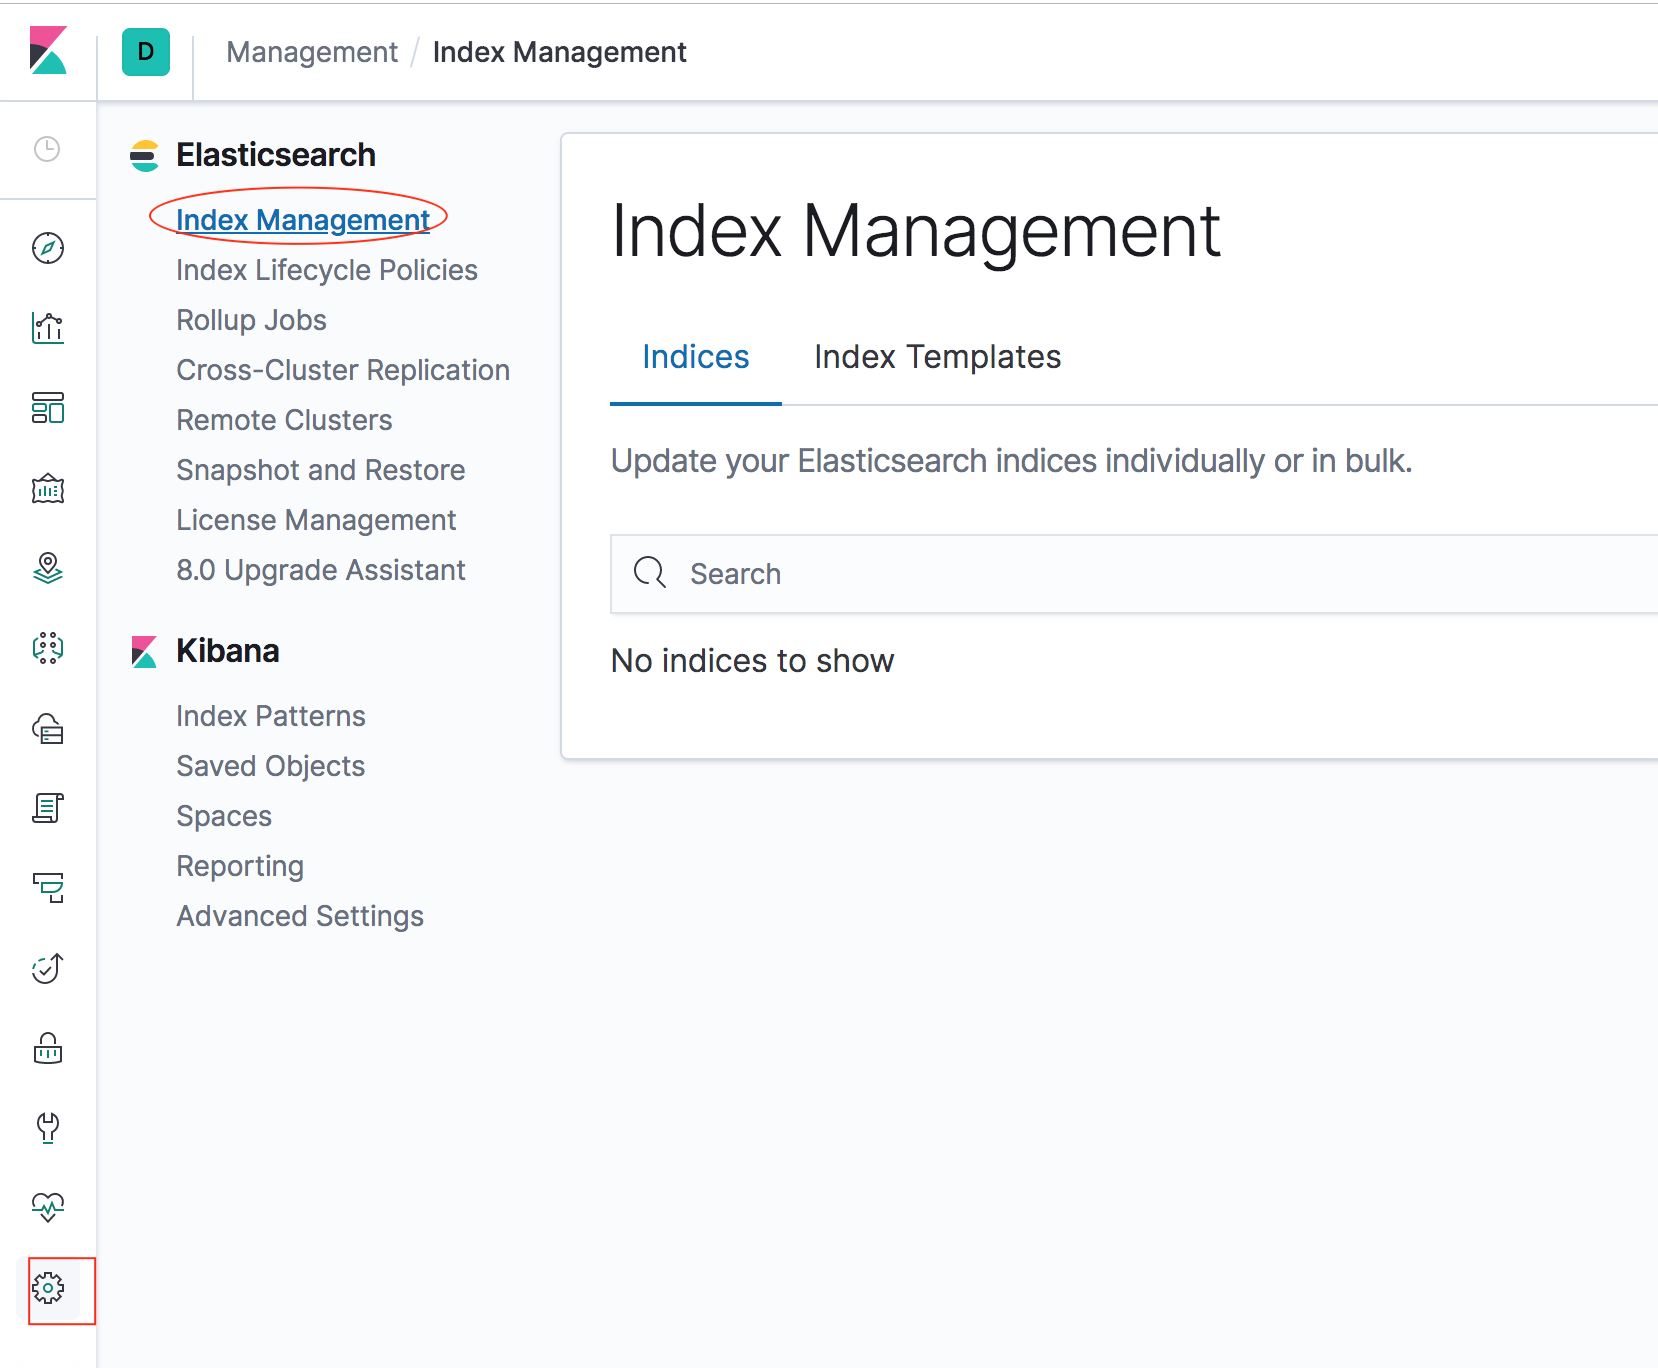 D
Management / Index Management
Elasticsearch
Index Management
Index Lifecycle Policies
Rollup Jobs
Cross-Cluster Replication
Remote Clusters
Snapshot and Restore
License Management
8.0 Upgrade Assistant
Kibana
Index Patterns
Saved Objects
Spaces
Reporting
Advanced Settings
Index Management
Indices Index Templates
Update your Elasticsearch indices individually or in bulk.
Search
No indices to show